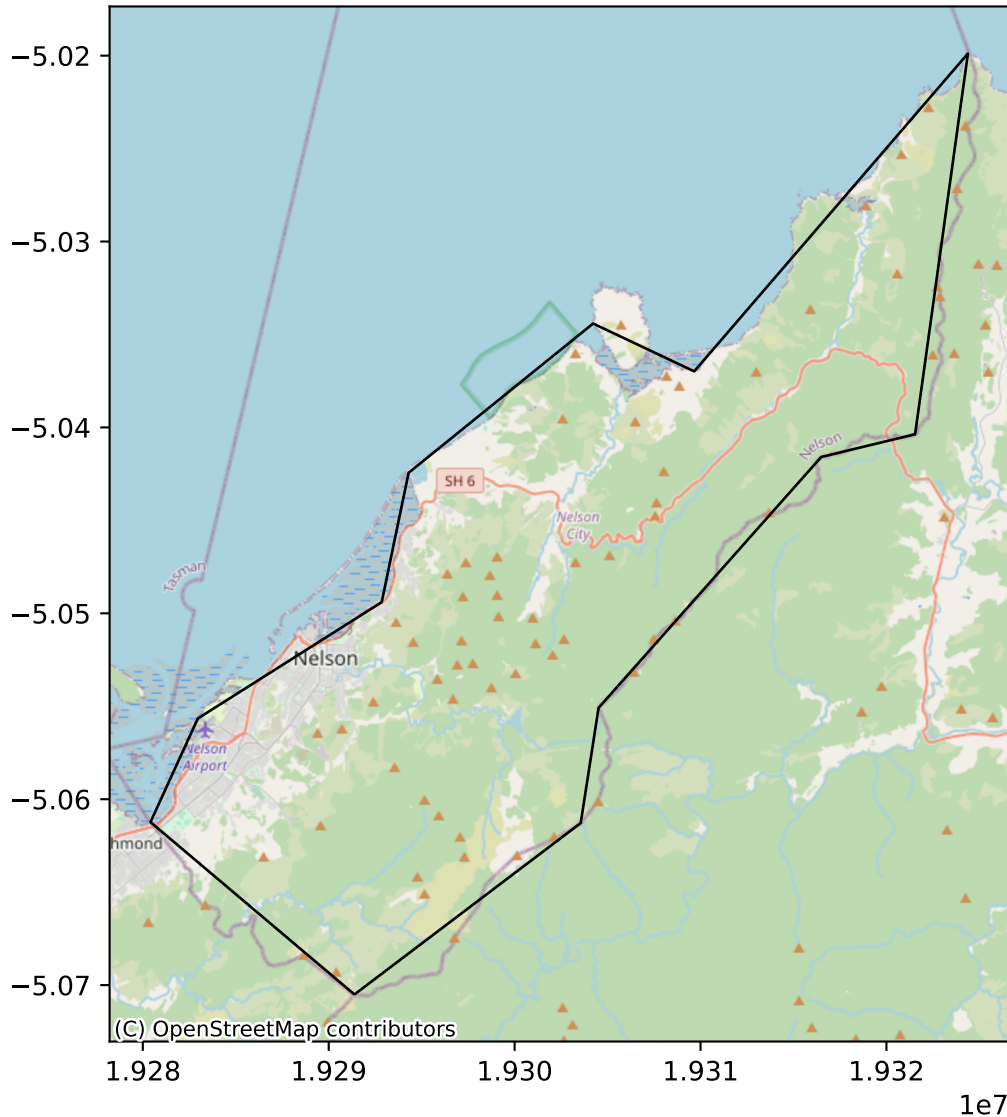 −5.02
−5.03
−5.04
−5.05
−5.06
−5.07
SH 6
Nelson
Nelson
City
Tasman
Nelson
Nelson
Airport
hmond
(C) OpenStreetMap contributors
1.928
1.929
1.930
1.931
1.932
1e7